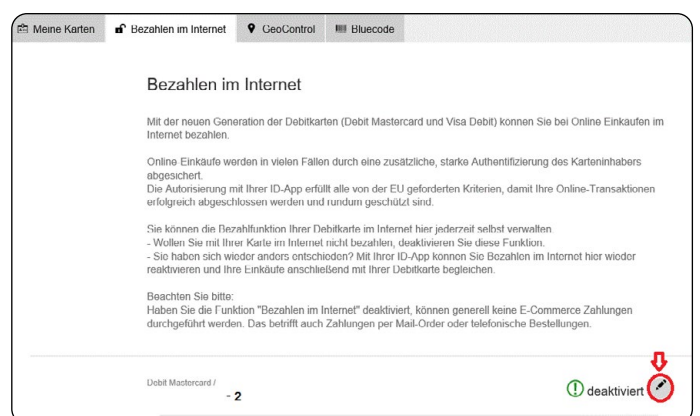 Meine Karten Bezahlen im Internet GeoControl Bluecode
Bezahlen im Internet
Mit der neuen Generation der Debitkarten (Debit Mastercard und Visa Debit) können Sie bei Online Einkäufen im
Internet bezahlen.
Online-Einkäufe werden in vielen Fällen durch eine zusätzliche, starke Authentifizierung des Karteninhabers
abgesichert.
Die Autorisierung mit Ihrer ID-App erfüllt alle von der EU geforderten Kriterien, damit Ihre Online-Transaktionen
erfolgreich abgeschlossen werden und rundum geschützt sind.
Sie können die Bezahlfunktion Ihrer Debitkarte im Internet hier jederzeit selbst verwalten.
- Wollen Sie mit Ihrer Karte im Internet nicht bezahlen, deaktivieren Sie diese Funktion.
- Sie haben sich wieder anders entschieden? Mit Ihrer ID-App können Sie Bezahlen im Internet hier wieder
reaktivieren und Ihre Einkäufe anschließend mit Ihrer Debitkarte begleichen.
Beachten Sie bitte:
Haben Sie die Funktion "Bezahlen im Internet" deaktiviert, können generell keine E-Commerce Zahlungen
durchgeführt werden. Das betrifft auch Zahlungen per Mail-Order oder telefonische Bestellungen.
Debit Mastercard /
- 2
deaktiviert